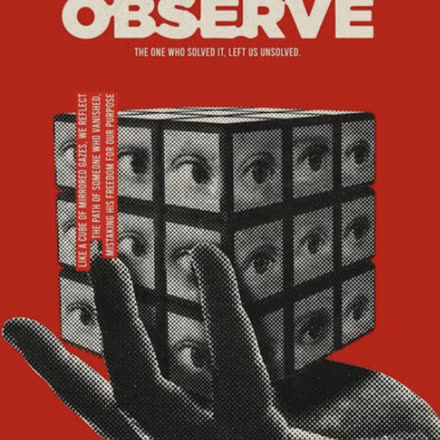 OBSERVE
THE ONE WHO SOLVED IT, LEFT US UNSOLVED.
LIKE A CUBE OF MIRRORED GAZES, WE REFLECT
THE PATH OF SOMEONE WHO VANISHED,
MISTAKING HIS FREEDOM FOR OUR PURPOSE